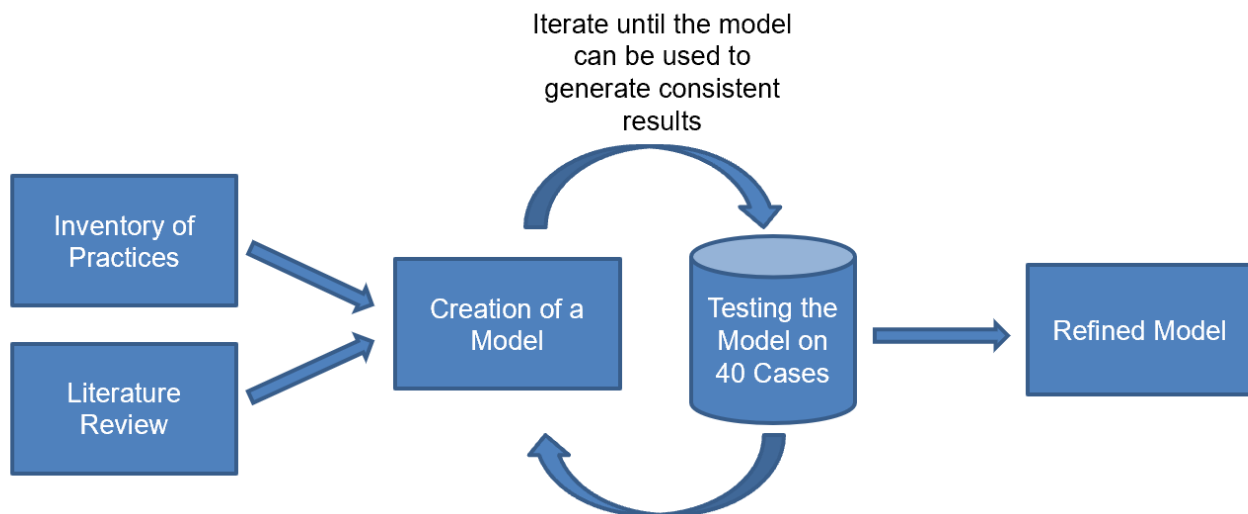 Iterate until the model
can be used to
generate consistent
results
Inventory of
Practices
Literature
Review
Creation of a
Model
Testing the
Model on
40 Cases
Refined Model